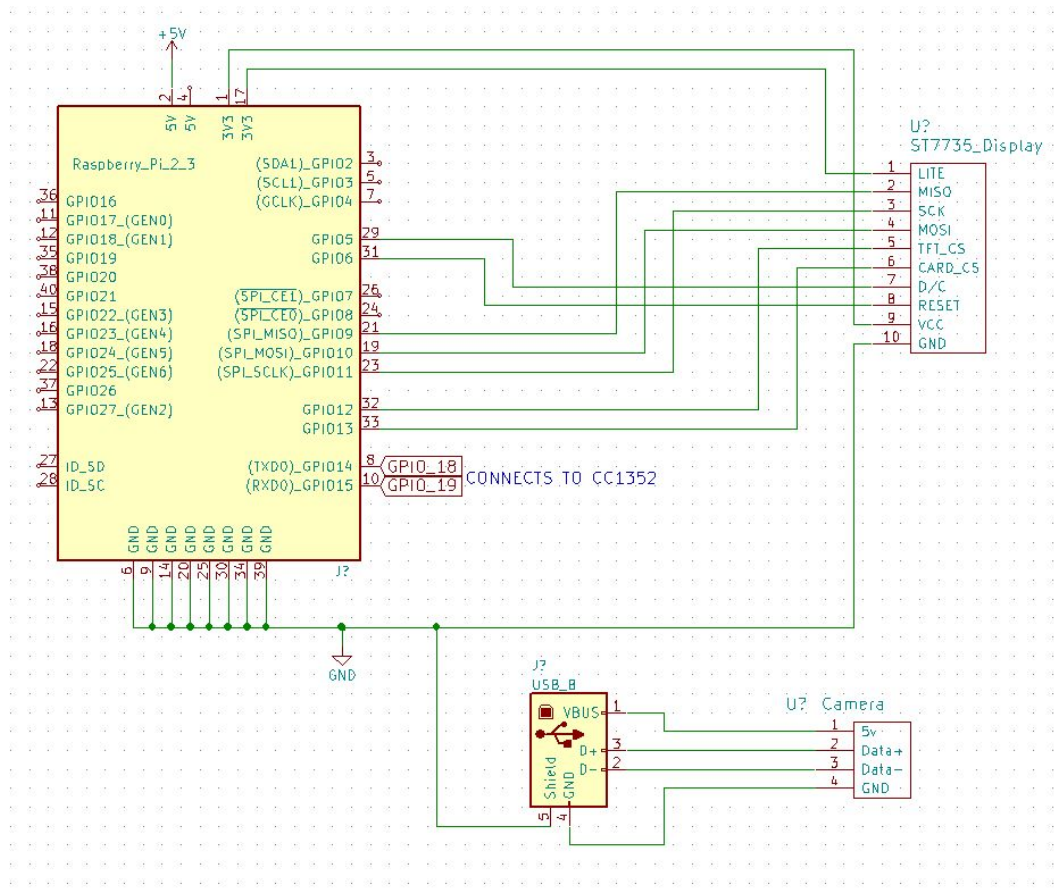 +5V
2
4
1
17
5V
5V
3V3
3V3
Raspberry_Pi_2_3
(SDA1)_GPIO2 3
(SCL1)_GPIO3 5
(GCLK)_GPIO4 7
36 GPIO16
11 GPIO17_(GEN0)
12 GPIO18_(GEN1)
35 GPIO19
38 GPIO20
40 GPIO21
15 GPIO22_(GEN3)
16 GPIO23_(GEN4)
18 GPIO24_(GEN5)
22 GPIO25_(GEN6)
37 GPIO26
13 GPIO27_(GEN2)
27 ID_SD
28 ID_SC
GPIO5 29
GPIO6 31
(SPI_CE1)_GPIO7 26
(SPI_CE0)_GPIO8 24
(SPI_MISO)_GPIO9 21
(SPI_MOSI)_GPIO10 19
(SPI_SCLK)_GPIO11 23
GPIO12 32
GPIO13 33
(TXD0)_GPIO14 8
(RXD0)_GPIO15 10
GPIO_18
GPIO_19
CONNECTS TO CC1352
GND
GND
GND
GND
GND
GND
GND
GND
6
9
14
20
25
30
34
39
J?
GND
U?
ST7735_Display
1 LITE
2 MISO
3 SCK
4 MOSI
5 TFT_CS
6 CARD_CS
7 D/C
8 RESET
9 VCC
10 GND
J?
USB_B
VBUS 1
D+ 3
D- 2
Shield
GND
5
4
U? Camera
1 5v
2 Data+
3 Data-
4 GND